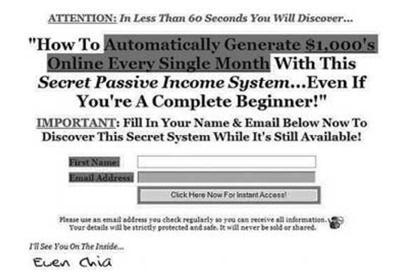 ATTENTION: In Less Than 60 Seconds You Will Discover...
"How To Automatically Generate $1,000's
Online Every Single Month With This
Secret Passive Income System...Even If
You're A Complete Beginner!"
IMPORTANT: Fill In Your Name & Email Below Now To
Discover This Secret System While It's Still Available!
First Name:
Email Address:
Click Here Now For Instant Access!
Please use an email address you check regularly so you can receive all information.
Your details will be strictly protected and safe. It will never be sold or shared.
I'll See You On The Inside...
Ewen Chia